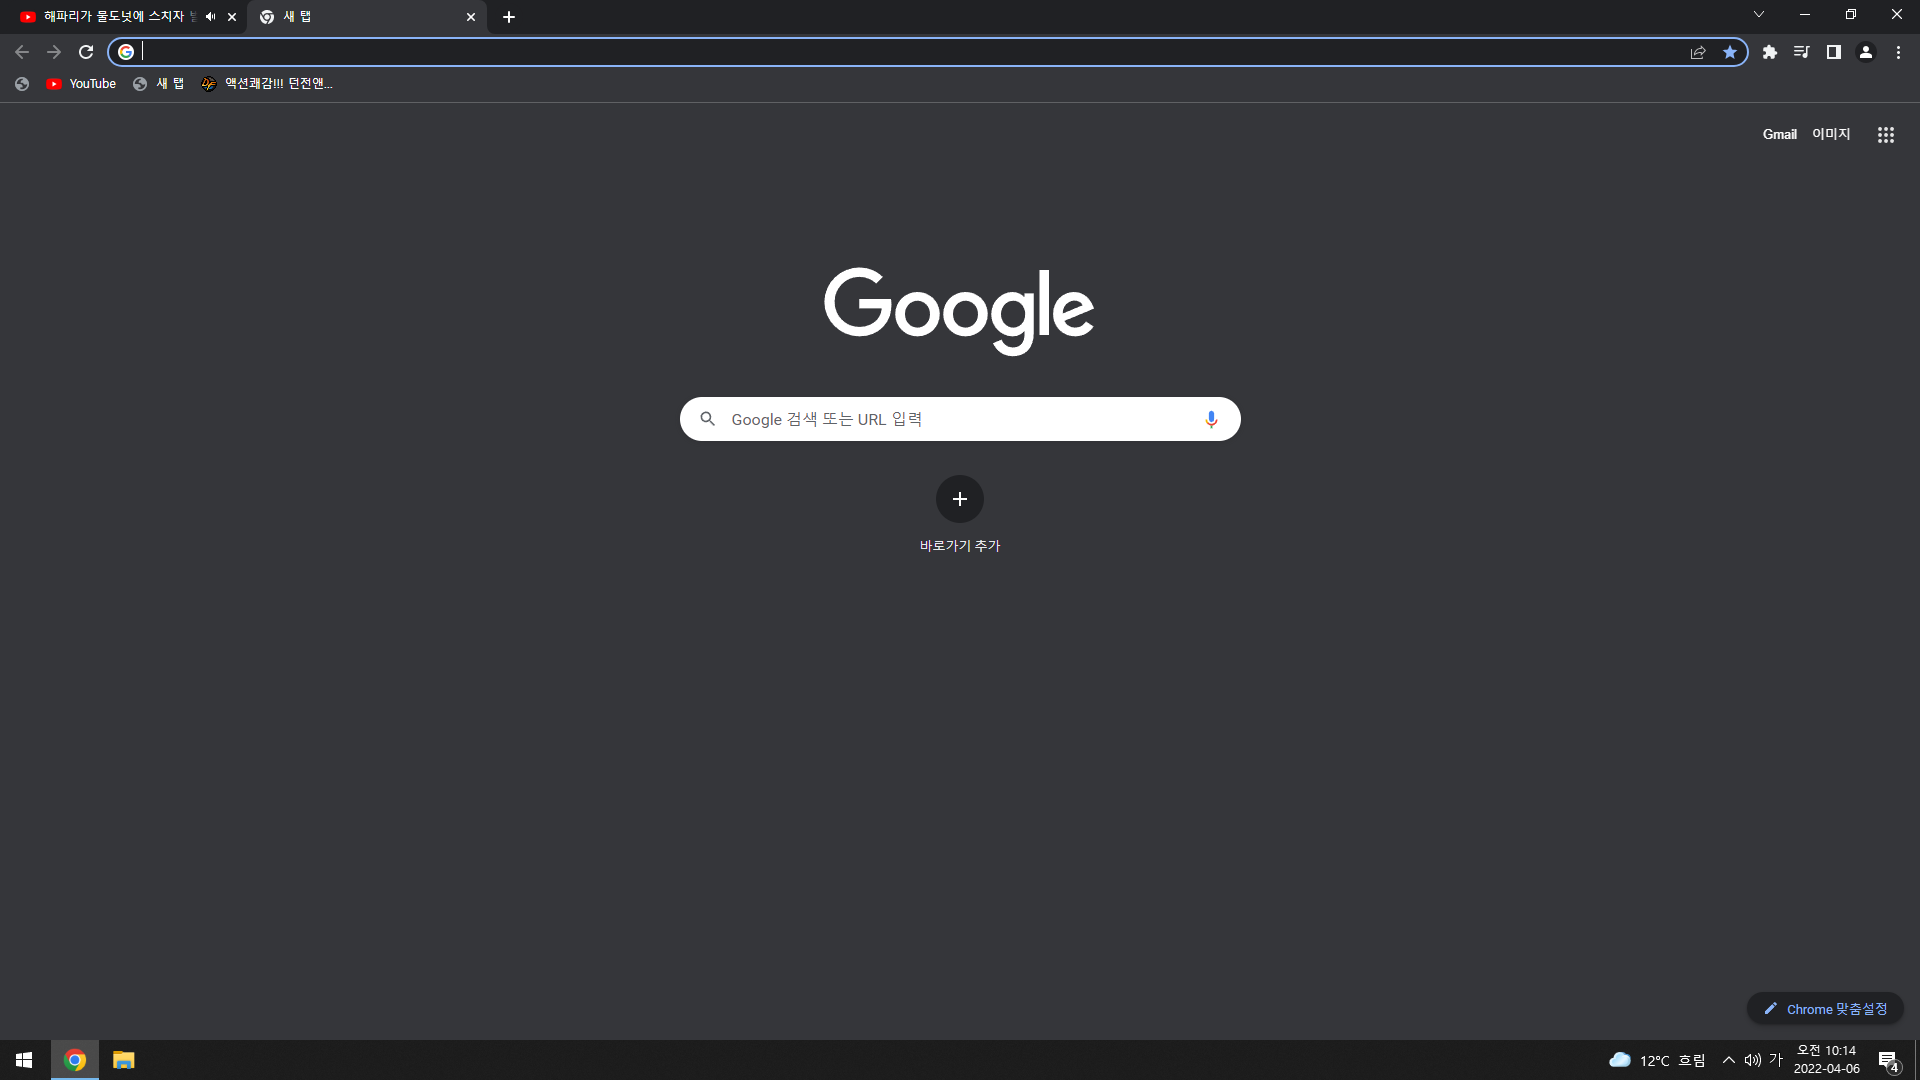 해파리가 물도넛에 스치자
새 탭
YouTube
새 탭
액션쾌감!!! 던전앤...
Gmail
이미지
Google
Google 검색 또는 URL 입력
바로가기 추가
Chrome 맞춤설정
12°C 흐림
가
오전 10:14
2022-04-06
4